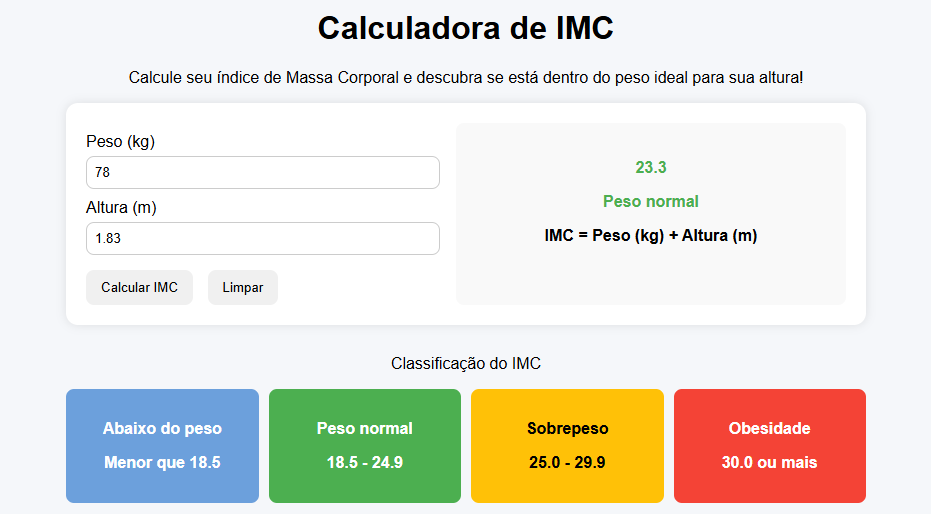 Calculadora de IMC
Calcule seu índice de Massa Corporal e descubra se está dentro do peso ideal para sua altura!
Peso (kg)
78
Altura (m)
1.83
Calcular IMC
Limpar
23.3
Peso normal
IMC = Peso (kg) + Altura (m)
Classificação do IMC
Abaixo do peso
Menor que 18.5
Peso normal
18.5 - 24.9
Sobrepeso
25.0 - 29.9
Obesidade
30.0 ou mais